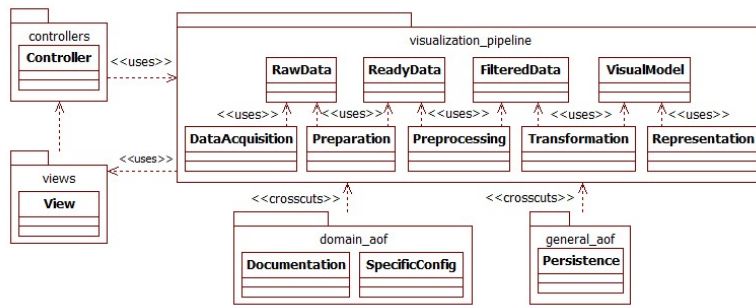 controllers
visualization_pipeline
Controller
<<uses>>
RawData
ReadyData
FilteredData
VisualModel
<<uses>>
<<uses>>
<<uses>>
<<uses>>
DataAcquisition
Preparation
Preprocessing
Transformation
Representation
<<uses>>
views
View
<<crosscuts>>
<<crosscuts>>
domain_aof
general_aof
Documentation
SpecificConfig
Persistence